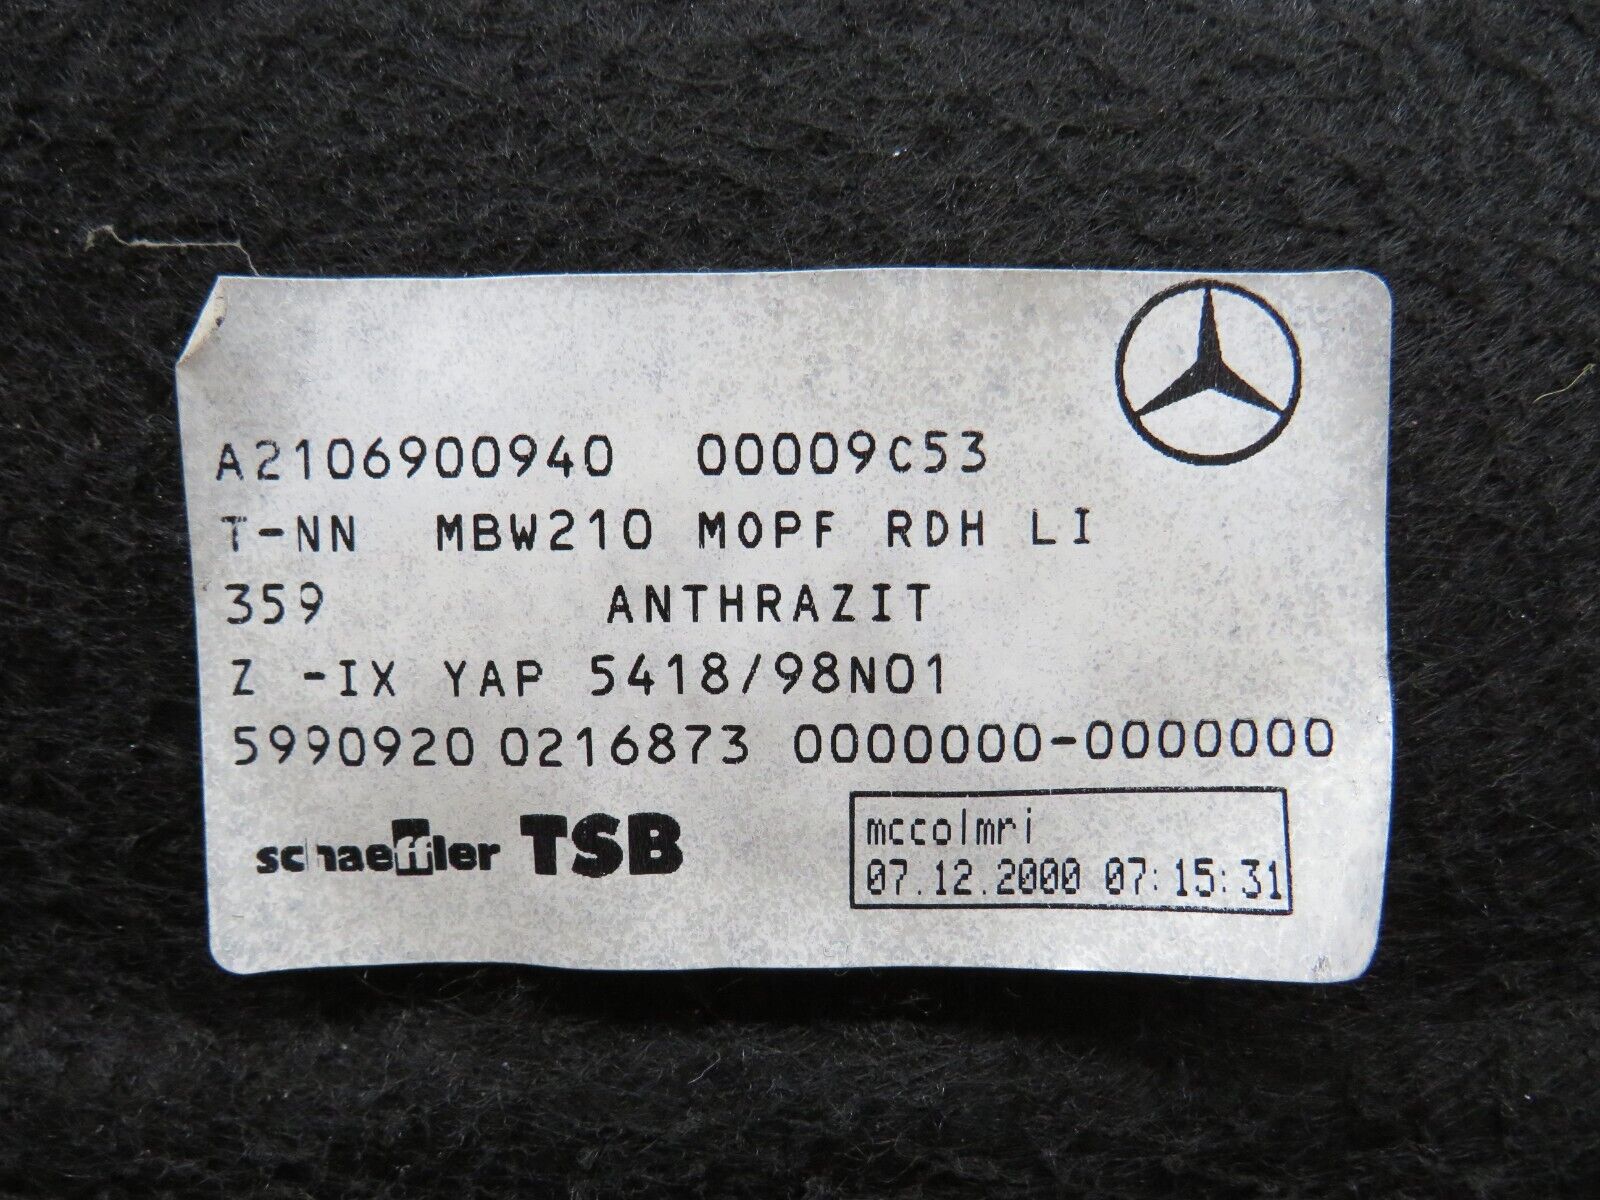 A2106900940 00009C53
T-NN MBW210 MOPF RDH LI
359 ANTHRAZIT
Z -IX YAP 5418/98N01
5990920 0216873 0000000-0000000
schaeffler TSB
mccolmri
07.12.2000 07:15:31